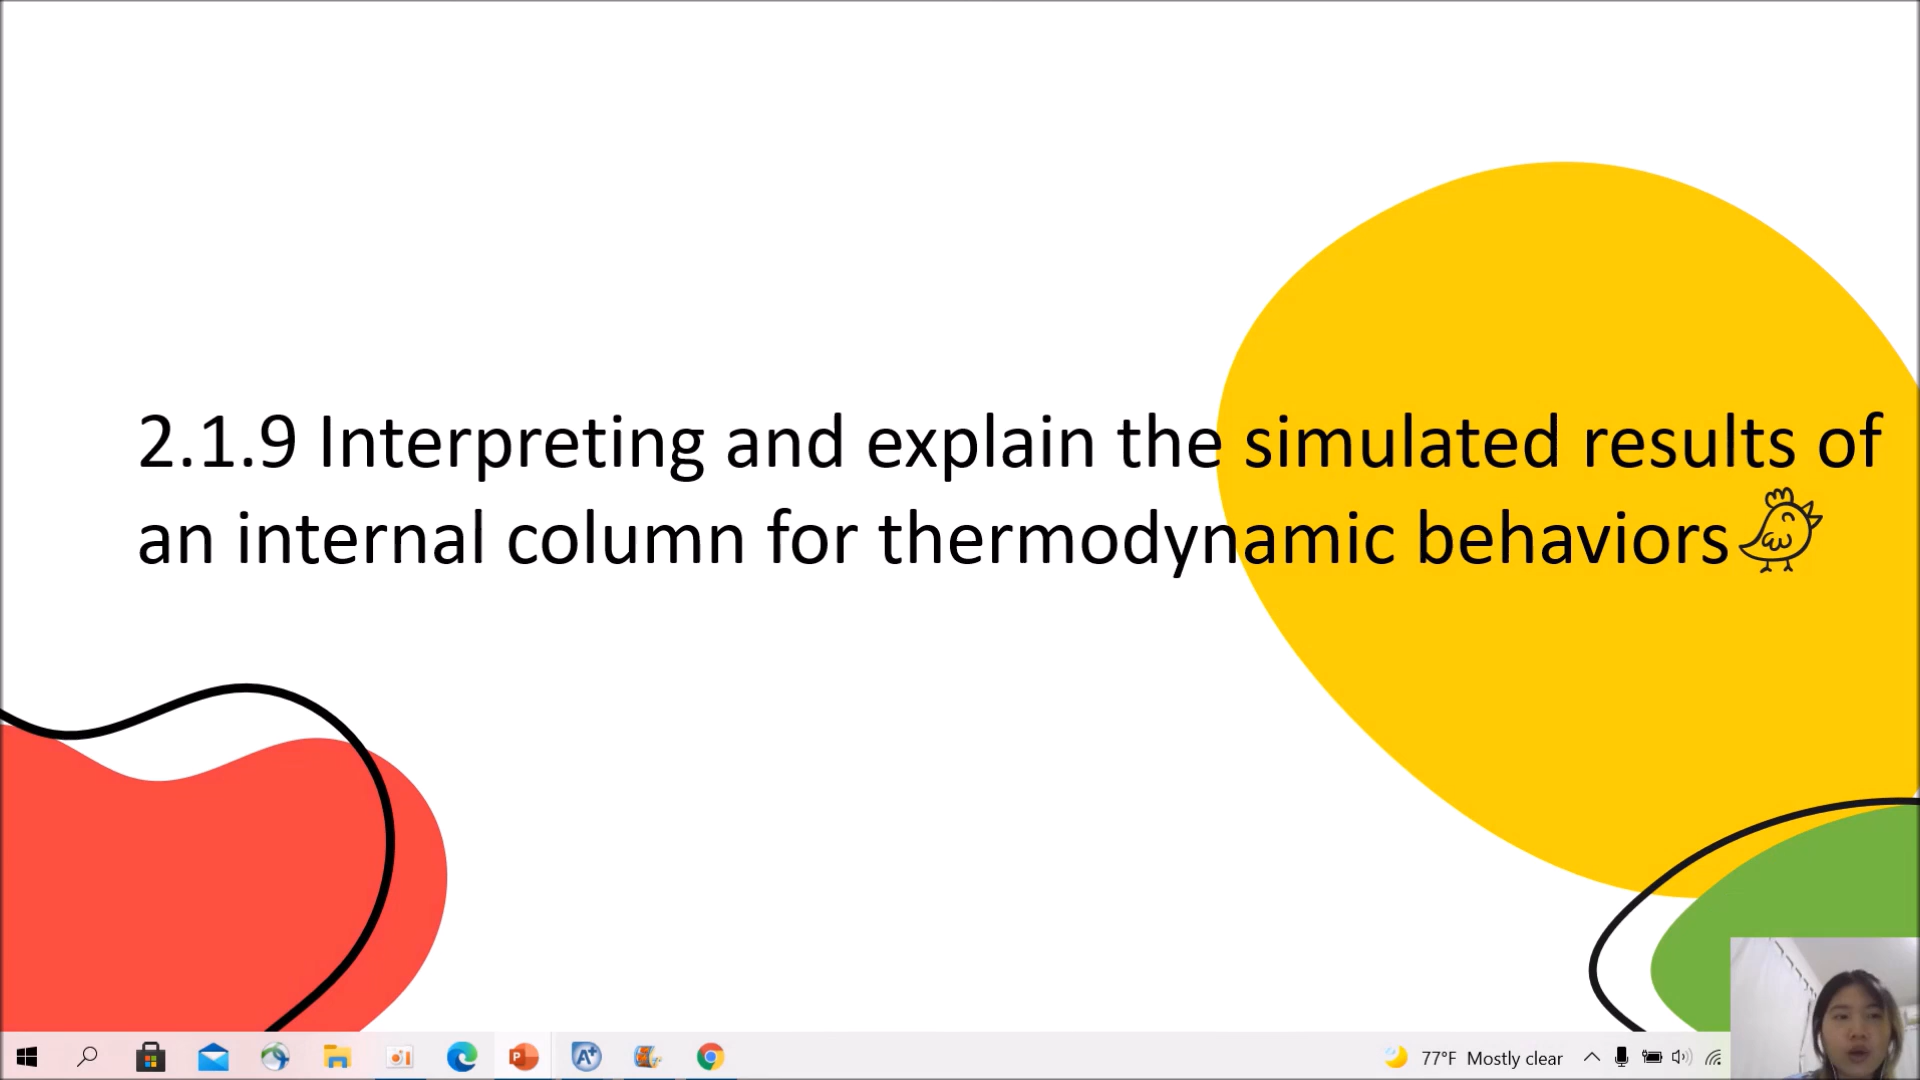 2.1.9 Interpreting and explain the simulated results of
an internal column for thermodynamic behaviors
77°F Mostly clear